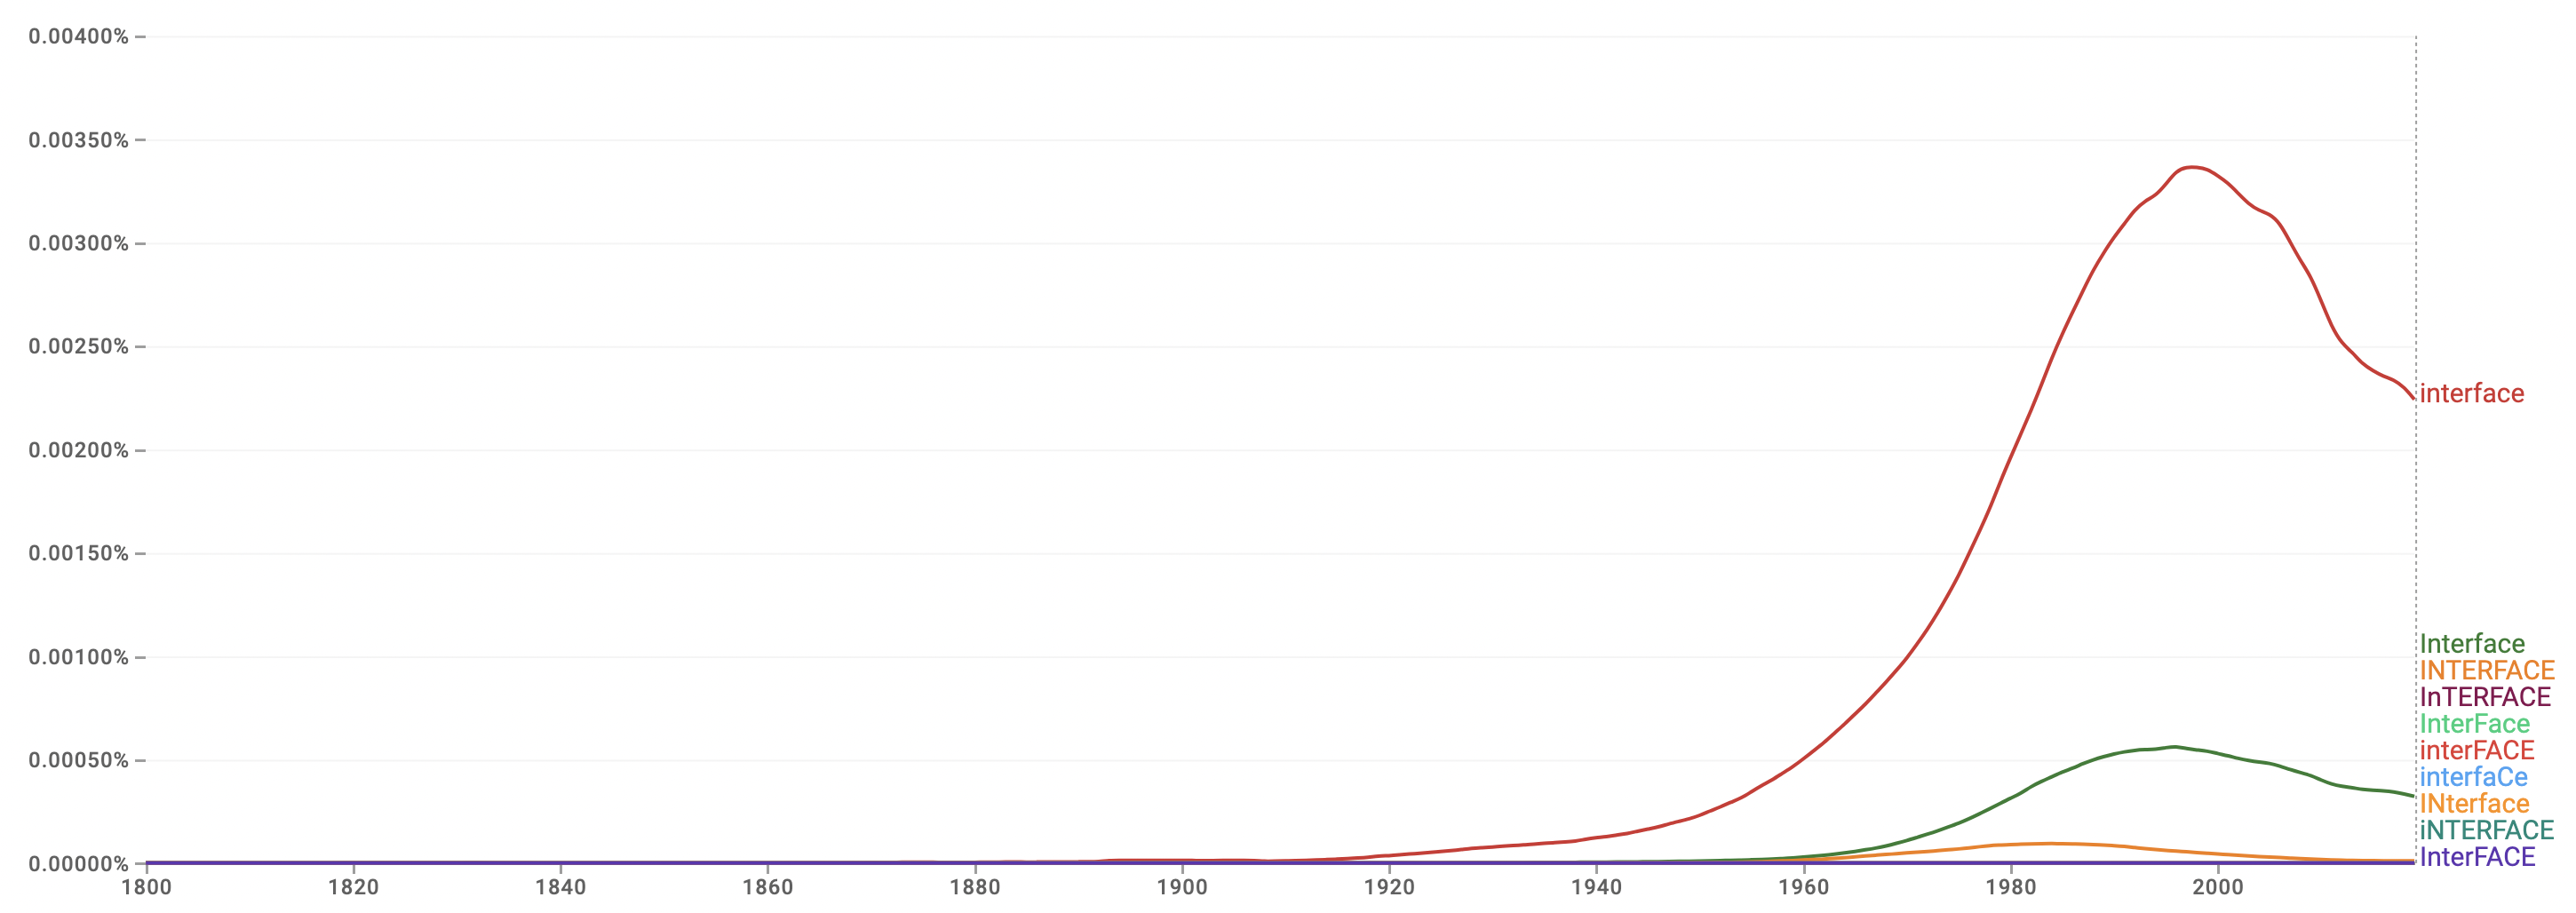 0.00400%
0.00350%
0.00300%
0.00250%
0.00200%
0.00150%
0.00100%
0.00050%
0.00000%
1800 1820 1840 1860 1880 1900 1920 1940 1960 1980 2000
interface
Interface
INTERFACE
InTERFACE
InterFace
interFACE
interfaCe
INterface
iNTERFACE
InterFACE